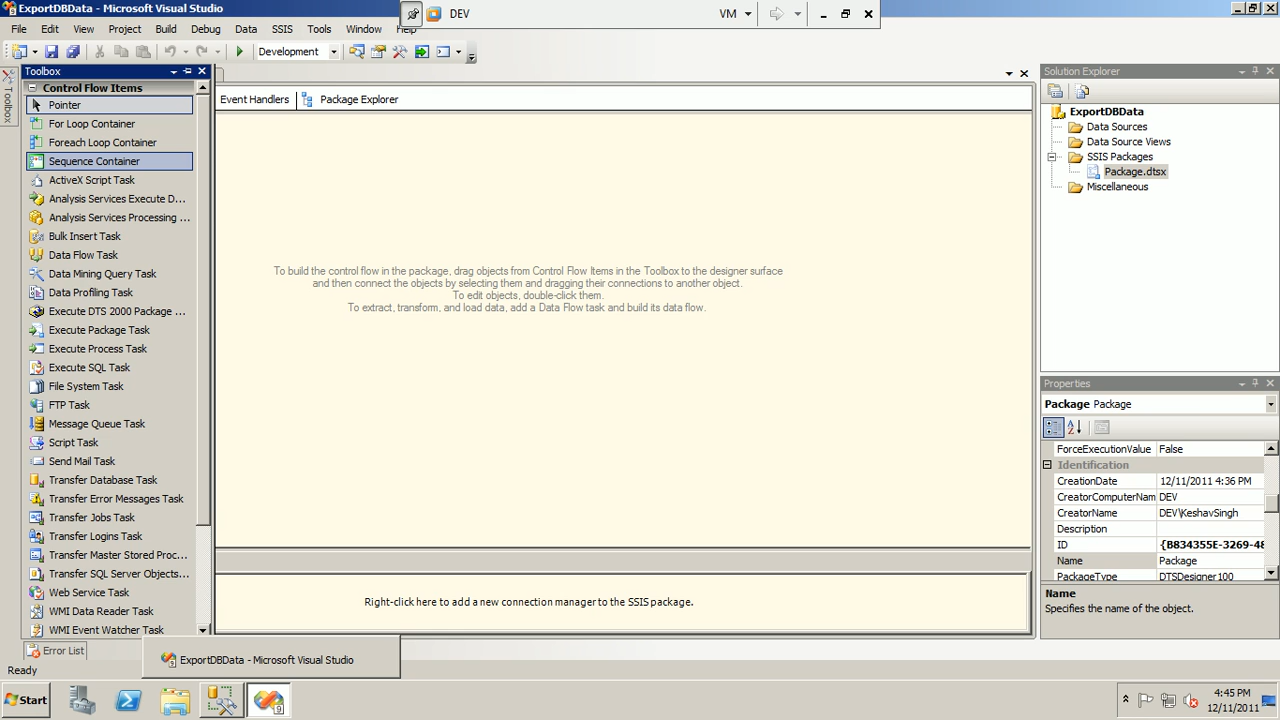 ExportDBData - Microsoft Visual Studio
DEV
VM
File Edit View Project Build Debug Data SSIS Tools Window Help
Development
Toolbox
Toolbox
Control Flow Items
Pointer
For Loop Container
Foreach Loop Container
Sequence Container
ActiveX Script Task
Analysis Services Execute D...
Analysis Services Processing ...
Bulk Insert Task
Data Flow Task
Data Mining Query Task
Data Profiling Task
Execute DTS 2000 Package ...
Execute Package Task
Execute Process Task
Execute SQL Task
File System Task
FTP Task
Message Queue Task
Script Task
Send Mail Task
Transfer Database Task
Transfer Error Messages Task
Transfer Jobs Task
Transfer Logins Task
Transfer Master Stored Proc...
Transfer SQL Server Objects...
Web Service Task
WMI Data Reader Task
WMI Event Watcher Task
Event Handlers
Package Explorer
To build the control flow in the package, drag objects from Control Flow Items in the Toolbox to the designer surface
and then connect the objects by selecting them and dragging their connections to another object.
To edit objects, double-click them.
To extract, transform, and load data, add a Data Flow task and build its data flow.
Right-click here to add a new connection manager to the SSIS package.
Solution Explorer
ExportDBData
Data Sources
Data Source Views
SSIS Packages
Package.dtsx
Miscellaneous
Properties
Package Package
ForceExecutionValue False
Identification
CreationDate 12/11/2011 4:36 PM
CreatorComputerNam DEV
CreatorName DEV\KeshavSingh
Description
ID {B834355E-3269-48
Name Package
PackageType DTSDesigner100
Name
Specifies the name of the object.
Error List
ExportDBData - Microsoft Visual Studio
Ready
Start
4:45 PM
12/11/2011